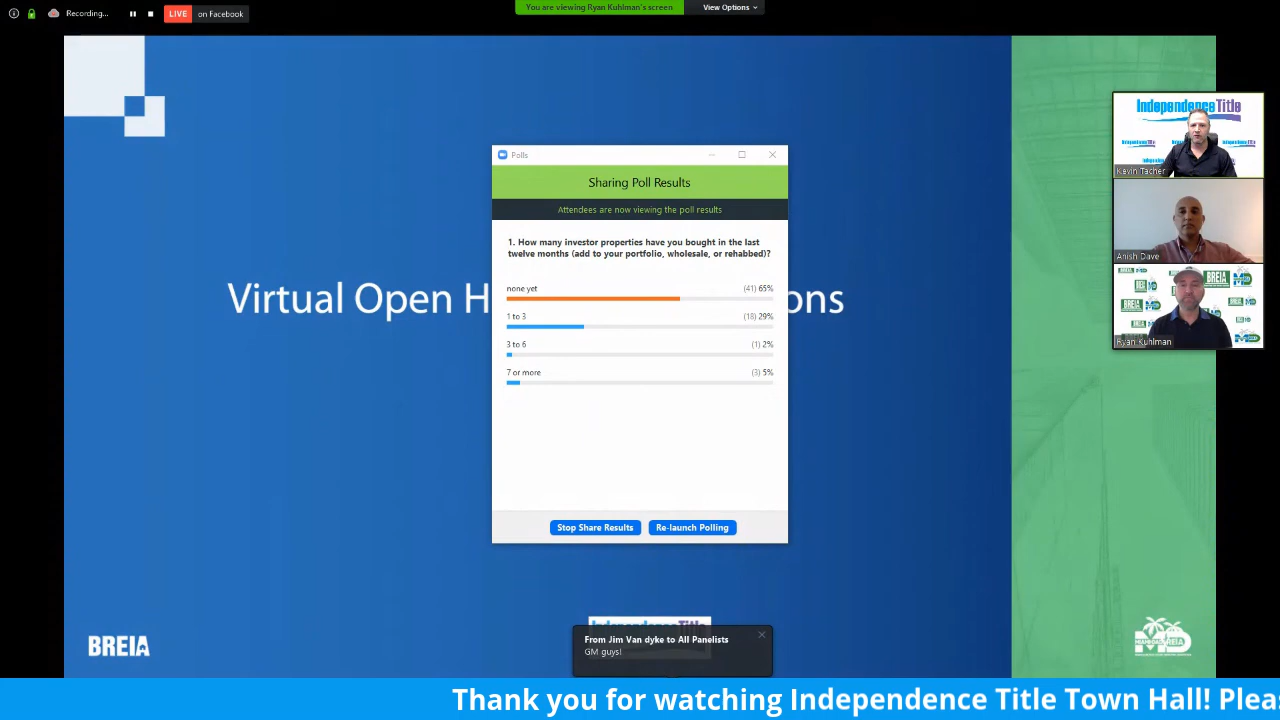 Recording...
LIVE on Facebook
You are viewing Ryan Kuhlman's screen
View Options
Polls
Sharing Poll Results
Attendees are now viewing the poll results
1. How many investor properties have you bought in the last
twelve months (add to your portfolio, wholesale, or rehabbed)?
none yet (41) 65%
1 to 3 (18) 29%
3 to 6 (1) 2%
7 or more (3) 5%
Stop Share Results
Re-launch Polling
Virtual Open H
ons
IndependenceTitle
Kevin Tacher
Anish Dave
BREIA
Ryan Kuhlman
BREIA
From Jim Van dyke to All Panelists
GM guys!
Thank you for watching Independence Title Town Hall! Plea